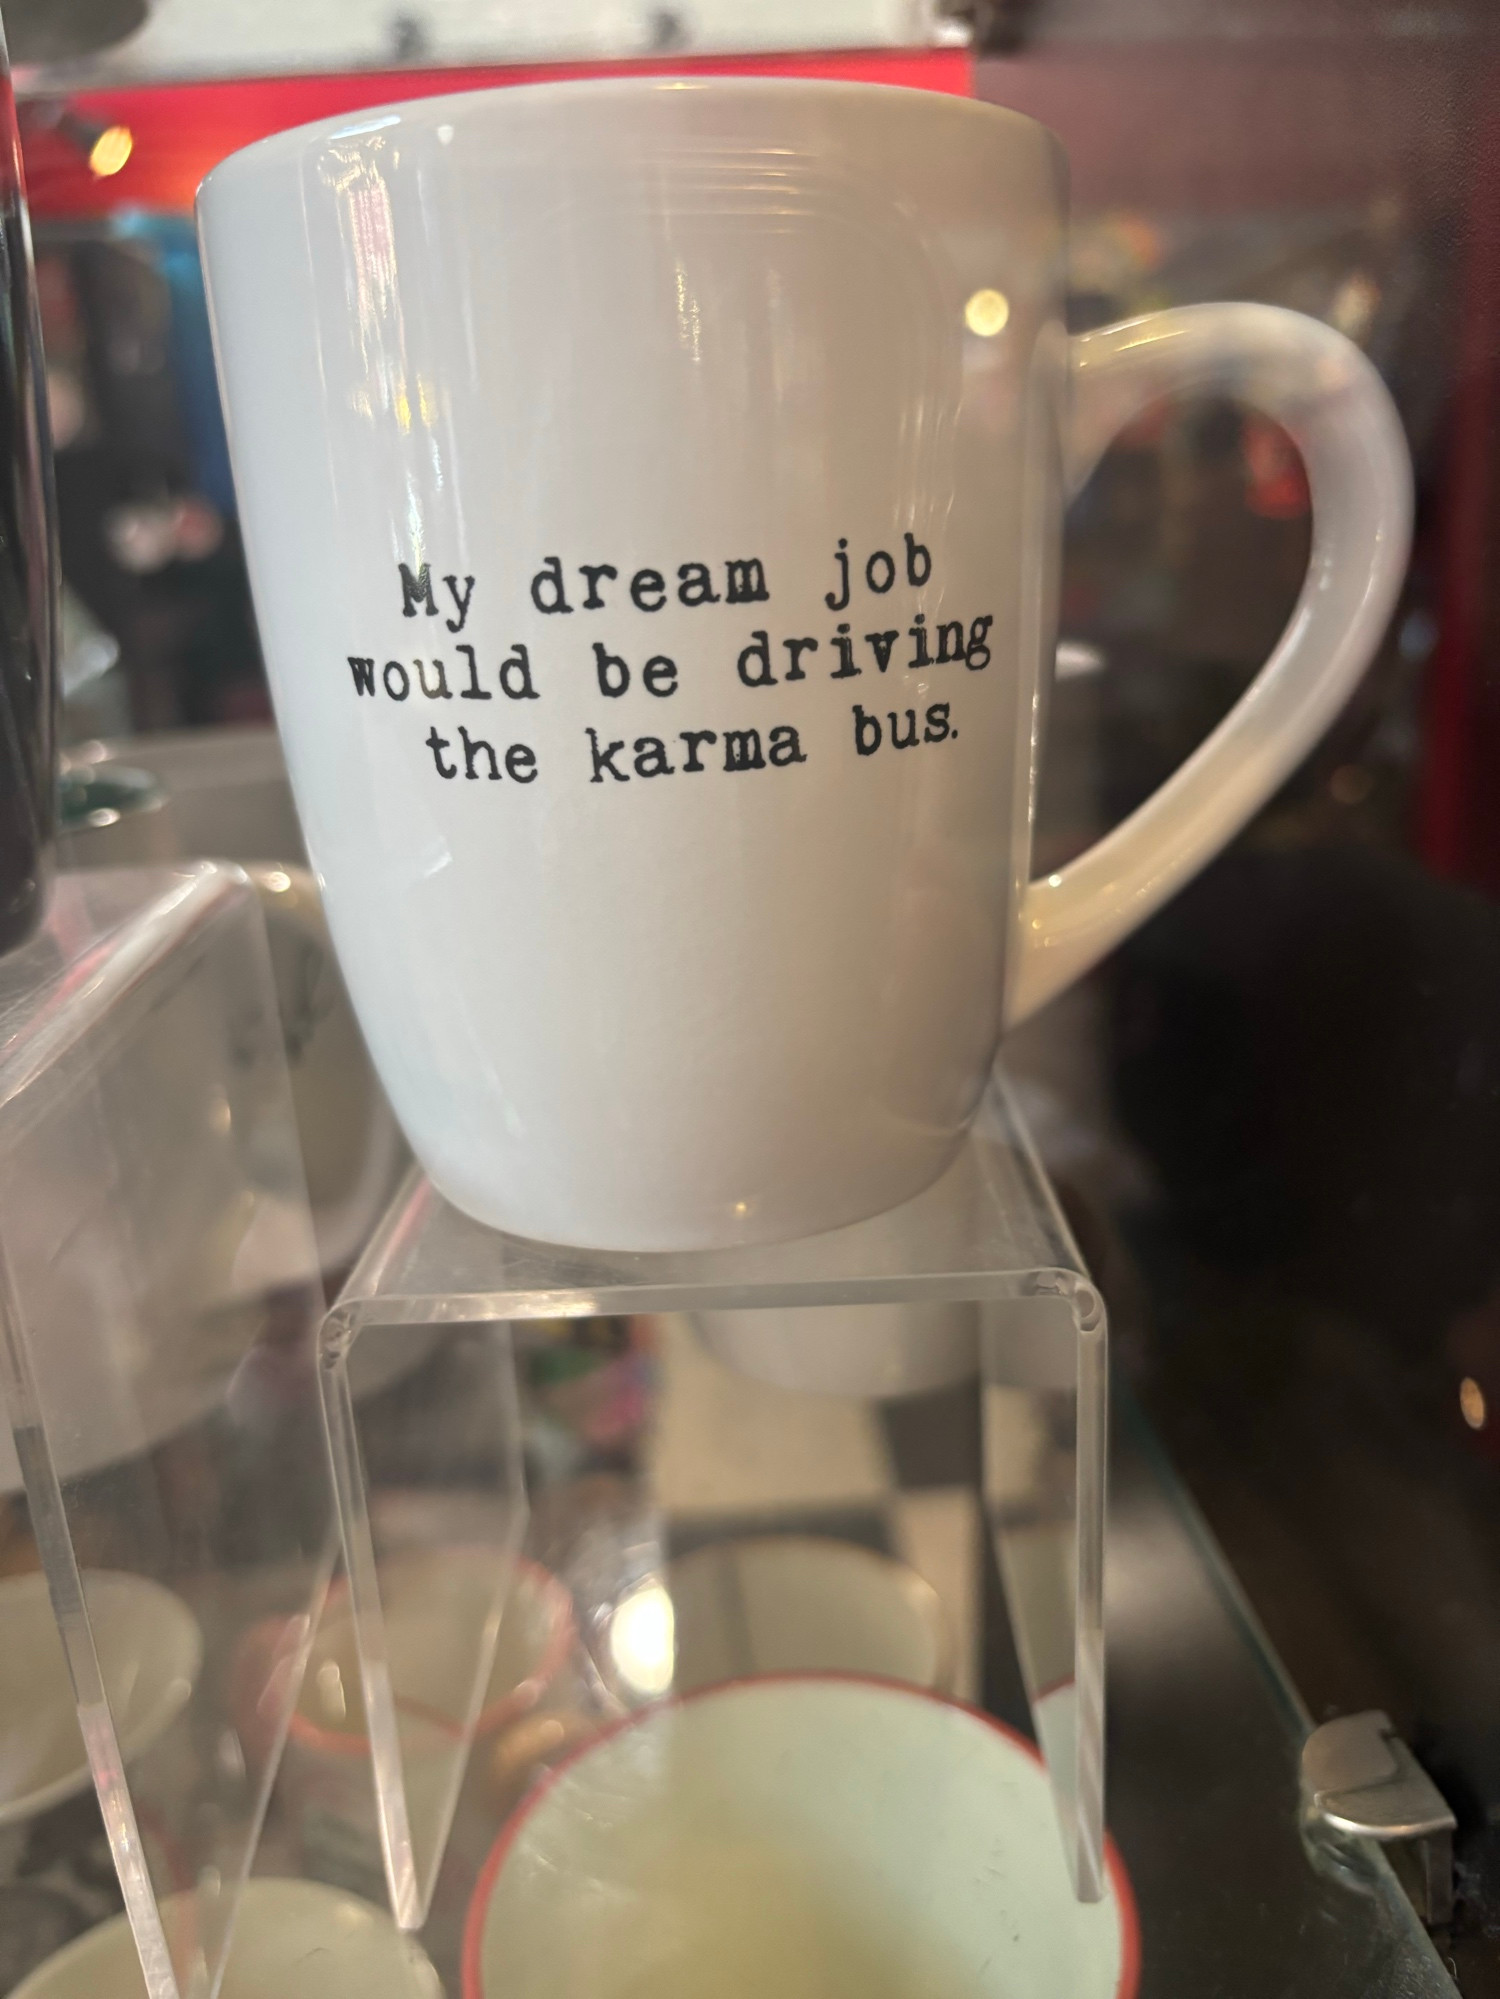 My dream job
would be driving
the karma bus.